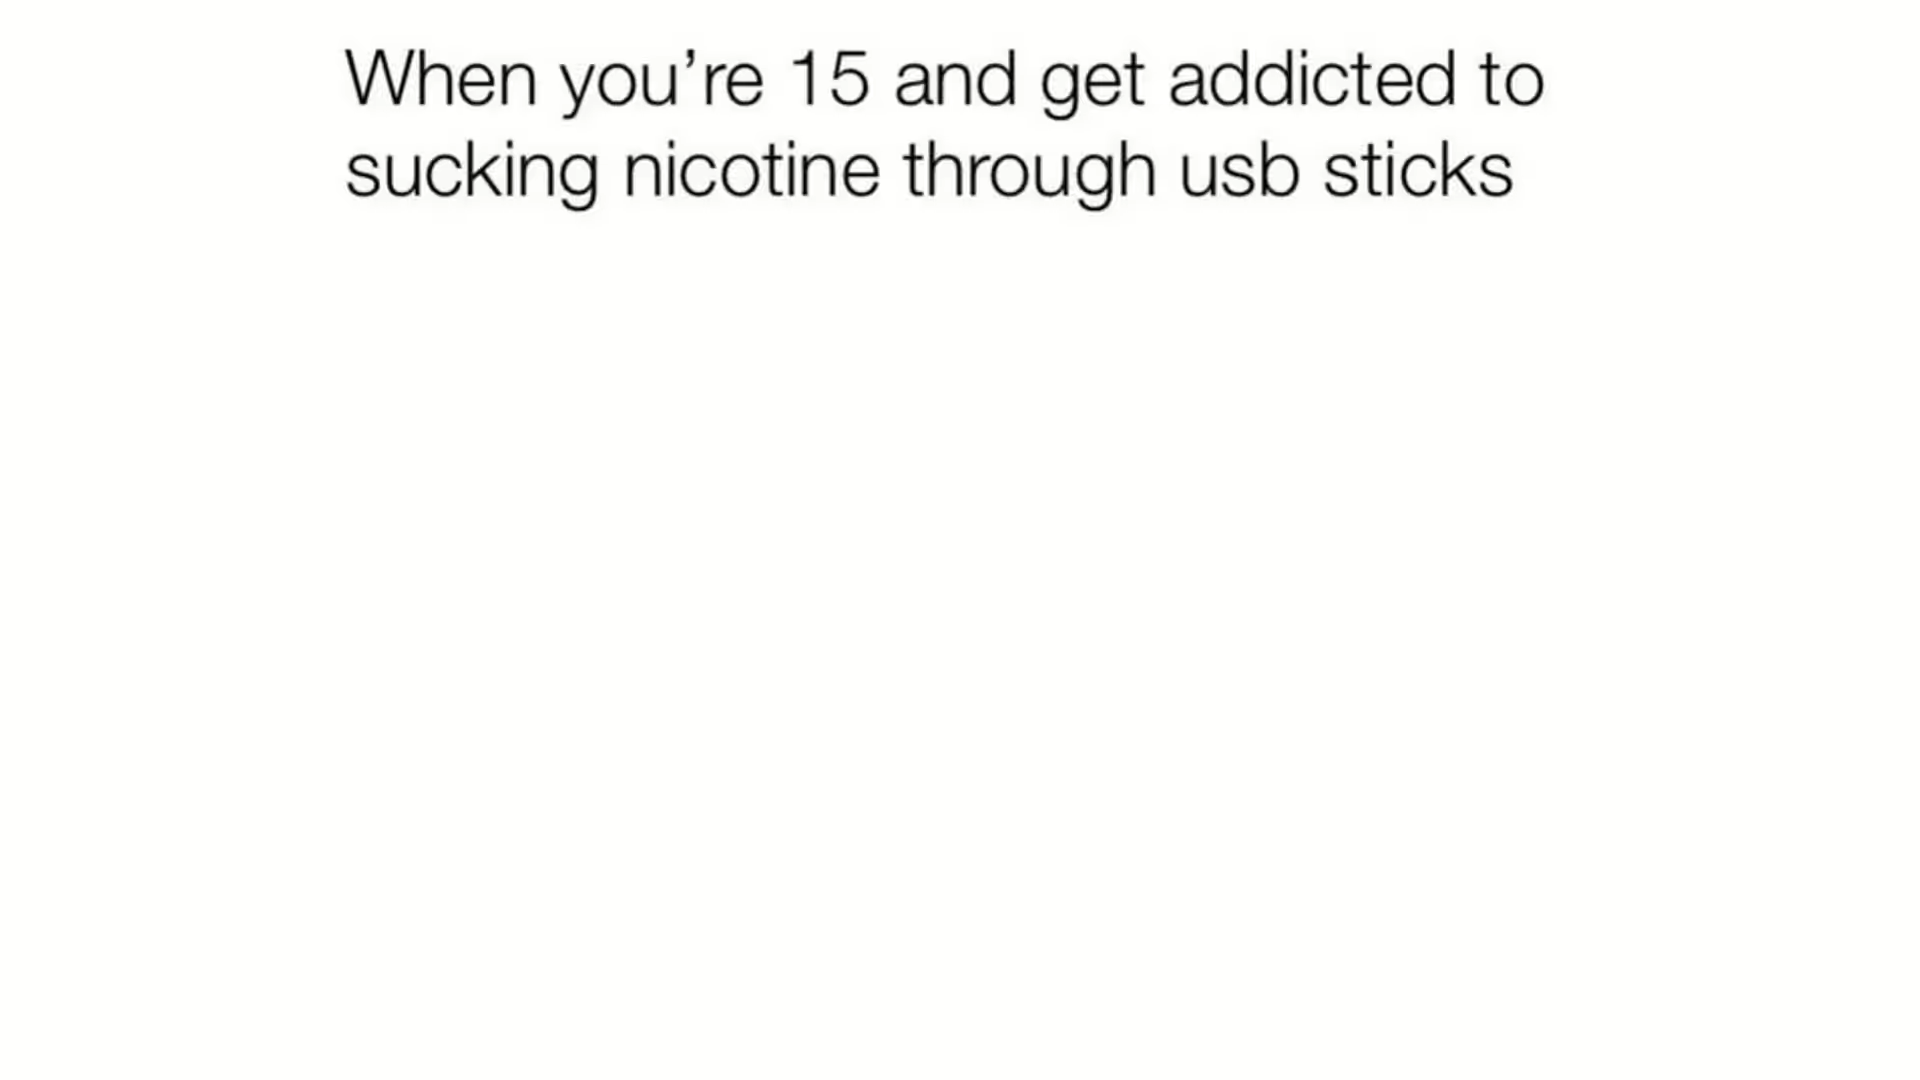 When you’re 15 and get addicted to
sucking nicotine through usb sticks